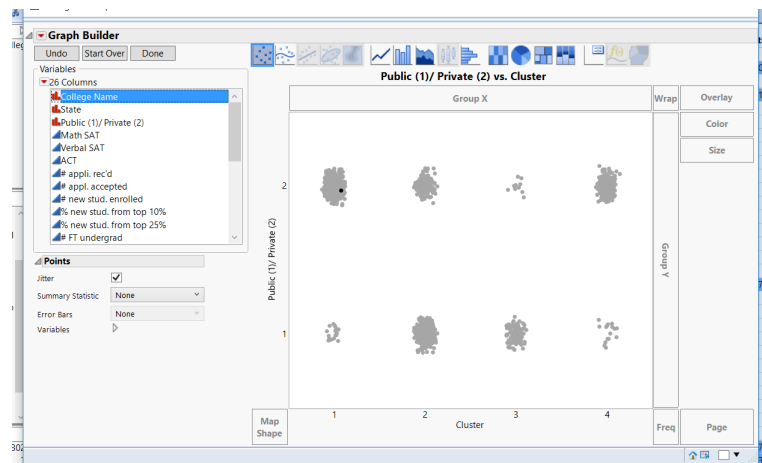 Graph Builder
Undo Start Over Done
Variables
26 Columns
College Name
State
Public (1)/ Private (2)
Math SAT
Verbal SAT
ACT
# appli. rec'd
# appl. accepted
# new stud. enrolled
% new stud. from top 10%
% new stud. from top 25%
# FT undergrad
Points
Jitter
Summary Statistic None
Error Bars None
Variables
Public (1)/ Private (2) vs. Cluster
Group X
Wrap
Overlay
Color
Size
2
1
Public (1)/ Private (2)
Group Y
1 2 3 4
Cluster
Map
Shape
Freq
Page